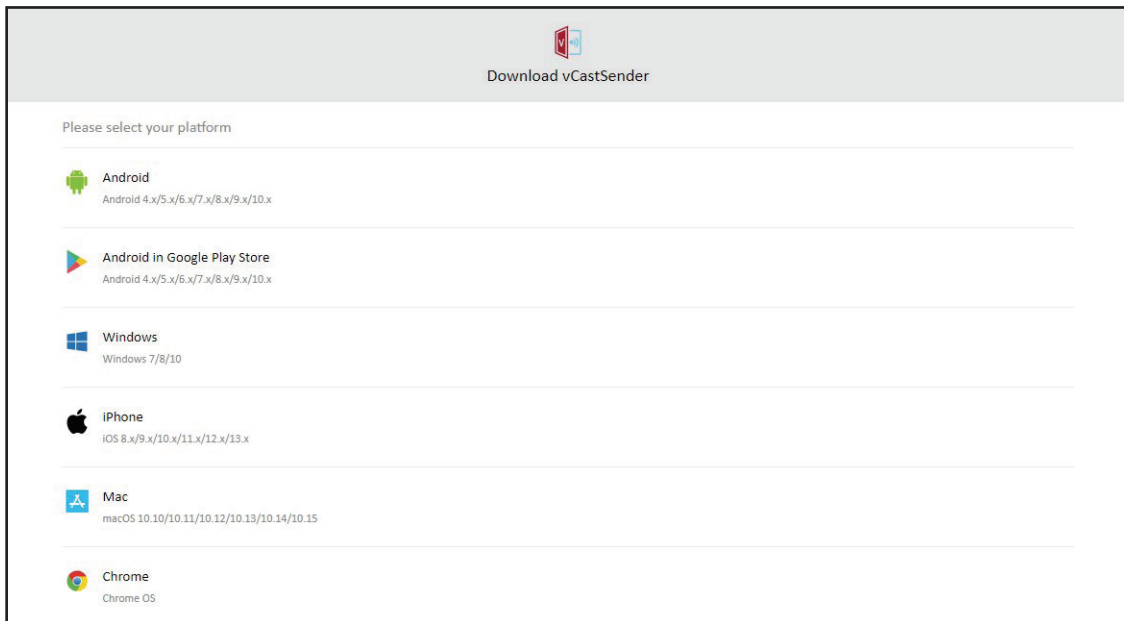 V
Download vCastSender
Please select your platform
Android
Android 4.x/5.x/6.x/7.x/8.x/9.x/10.x
Android in Google Play Store
Android 4.x/5.x/6.x/7.x/8.x/9.x/10.x
Windows
Windows 7/8/10
iPhone
iOS 8.x/9.x/10.x/11.x/12.x/13.x
Mac
macOS 10.10/10.11/10.12/10.13/10.14/10.15
Chrome
Chrome OS